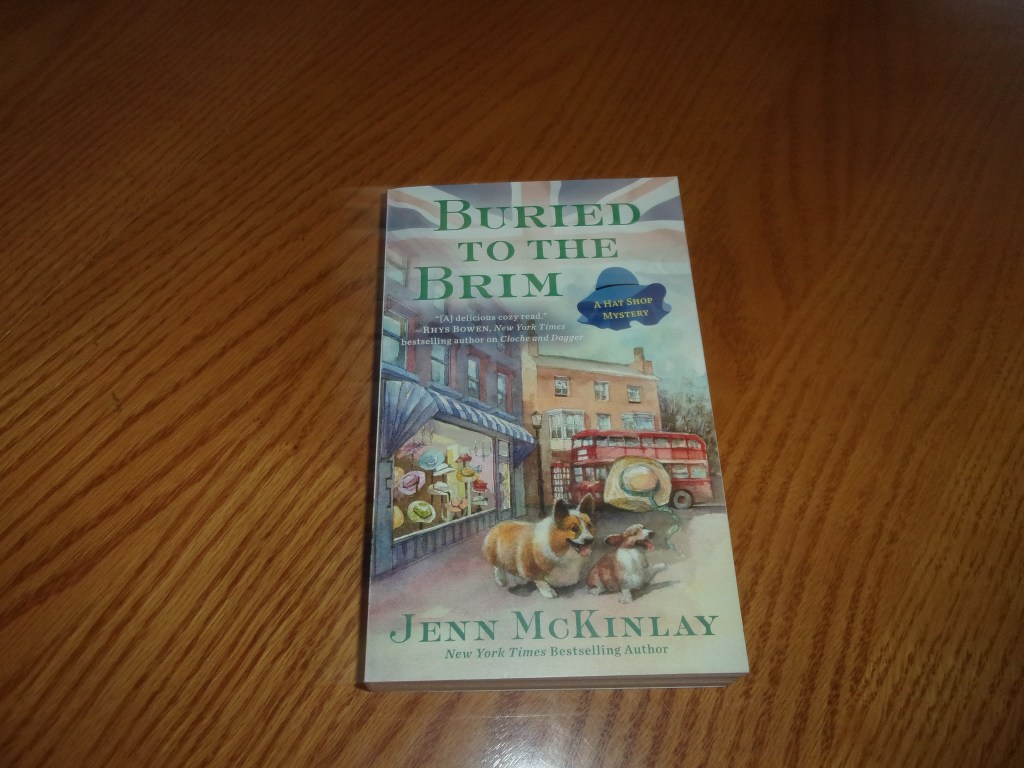 BURIED
TO THE
BRIM
A HAT SHOP
MYSTERY
"[A] delicious cozy read."
—RHYS BOWEN, New York Times
bestselling author on Cloche and Dagger
JENN MCKINLAY
New York Times Bestselling Author